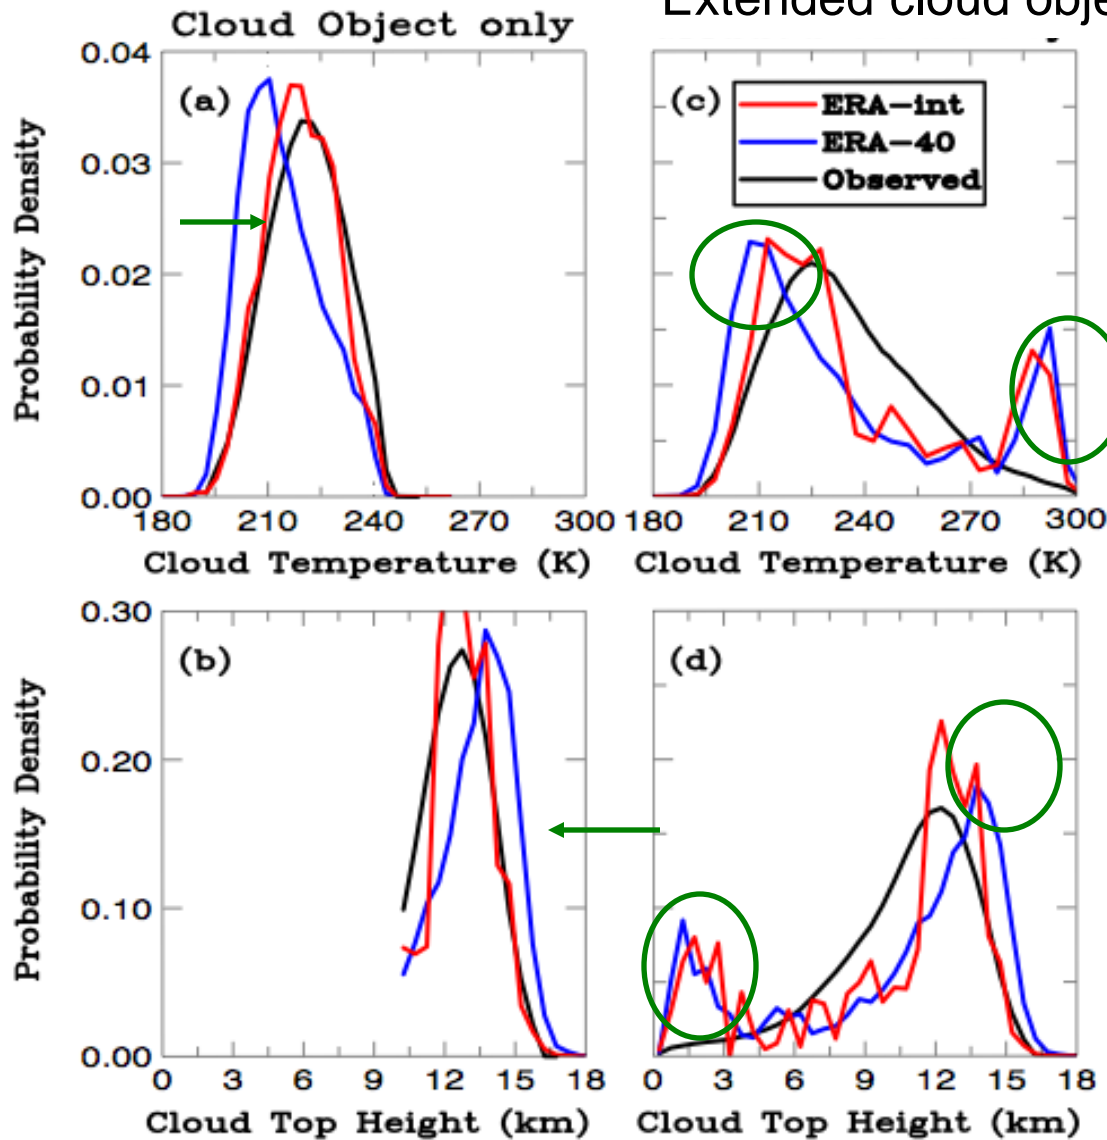 Cloud Object only
Extended cloud obje
Probability Density
0.04
0.03
0.02
0.01
0.00
(a)
180 210 240 270 300
Cloud Temperature (K)
(c)
ERA-int
ERA-40
Observed
180 210 240 270 300
Cloud Temperature (K)
Probability Density
0.30
0.20
0.10
0.00
(b)
0 3 6 9 12 15 18
Cloud Top Height (km)
(d)
0 3 6 9 12 15 18
Cloud Top Height (km)